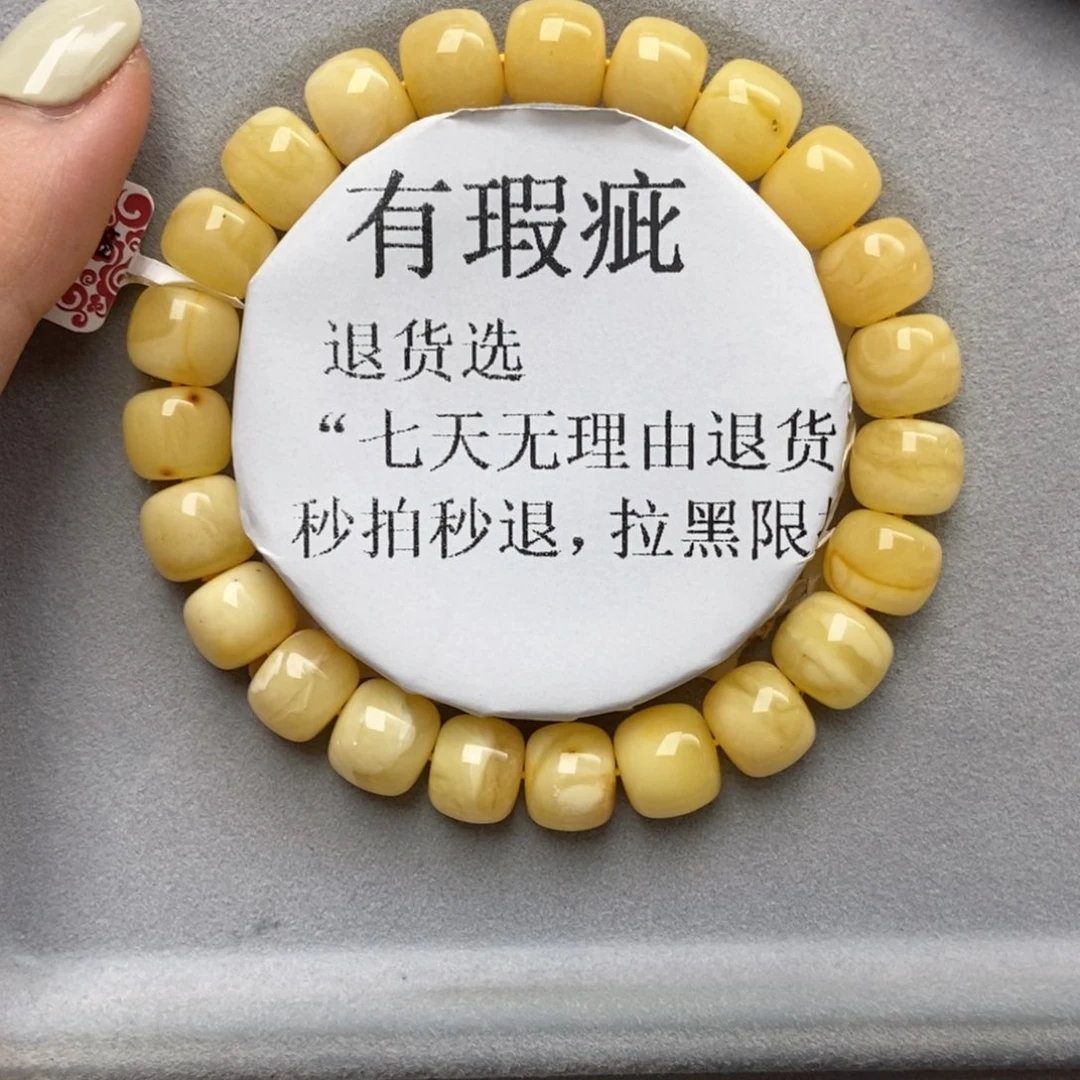 有瑕疵
退货选
“七天无理由退货
秒拍秒退，拉黑限